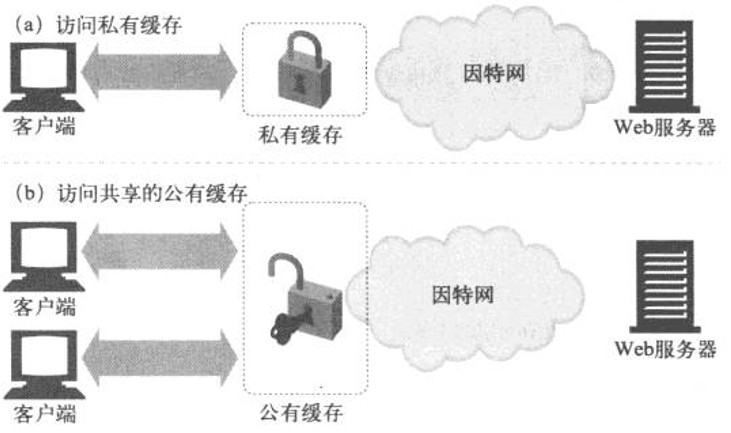 (a) 访问私有缓存
因特网
客户端
私有缓存
Web服务器
(b) 访问共享的公有缓存
客户端
因特网
Web服务器
客户端
公有缓存